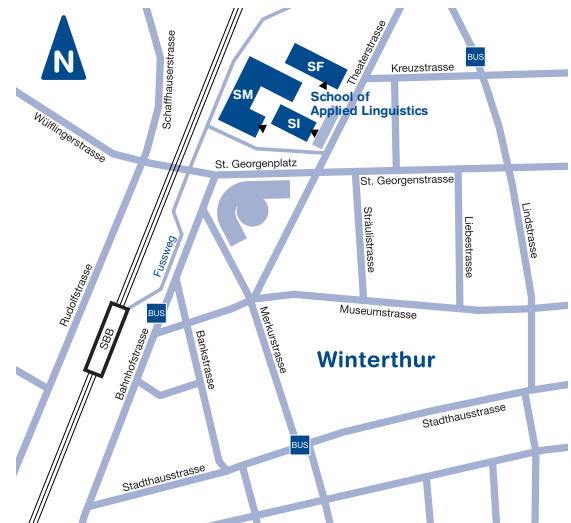 N
Schaffhauserstrasse
Wülflingerstrasse
SF
SM
SI
School of
Applied Linguistics
Theaterstrasse
BUS
Kreuzstrasse
St. Georgenplatz
St. Georgenstrasse
Sträulistrasse
Liebestrasse
Lindstrasse
Fussweg
Rudolfstrasse
SBB
BUS
Bahnhofstrasse
Bankstrasse
Merkurstrasse
Museumstrasse
Winterthur
Stadthausstrasse
BUS
Stadthausstrasse